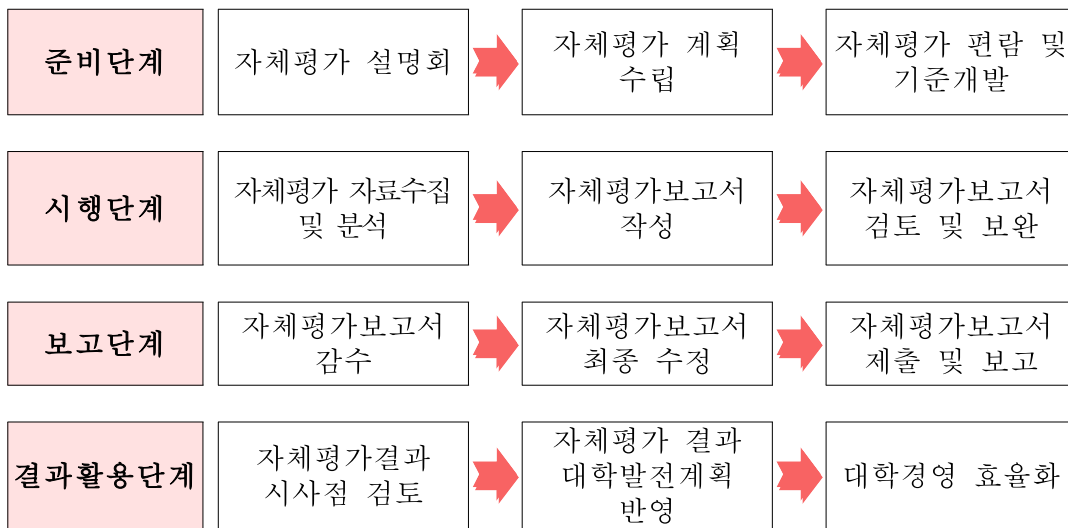 준비단계
자체평가 설명회
자체평가 계획
수립
자체평가 편람 및
기준개발
시행단계
자체평가 자료수집
및 분석
자체평가보고서
작성
자체평가보고서
검토 및 보완
보고단계
자체평가보고서
감수
자체평가보고서
최종 수정
자체평가보고서
제출 및 보고
결과활용단계
자체평가결과
시사점 검토
자체평가 결과
대학발전계획
반영
대학경영 효율화